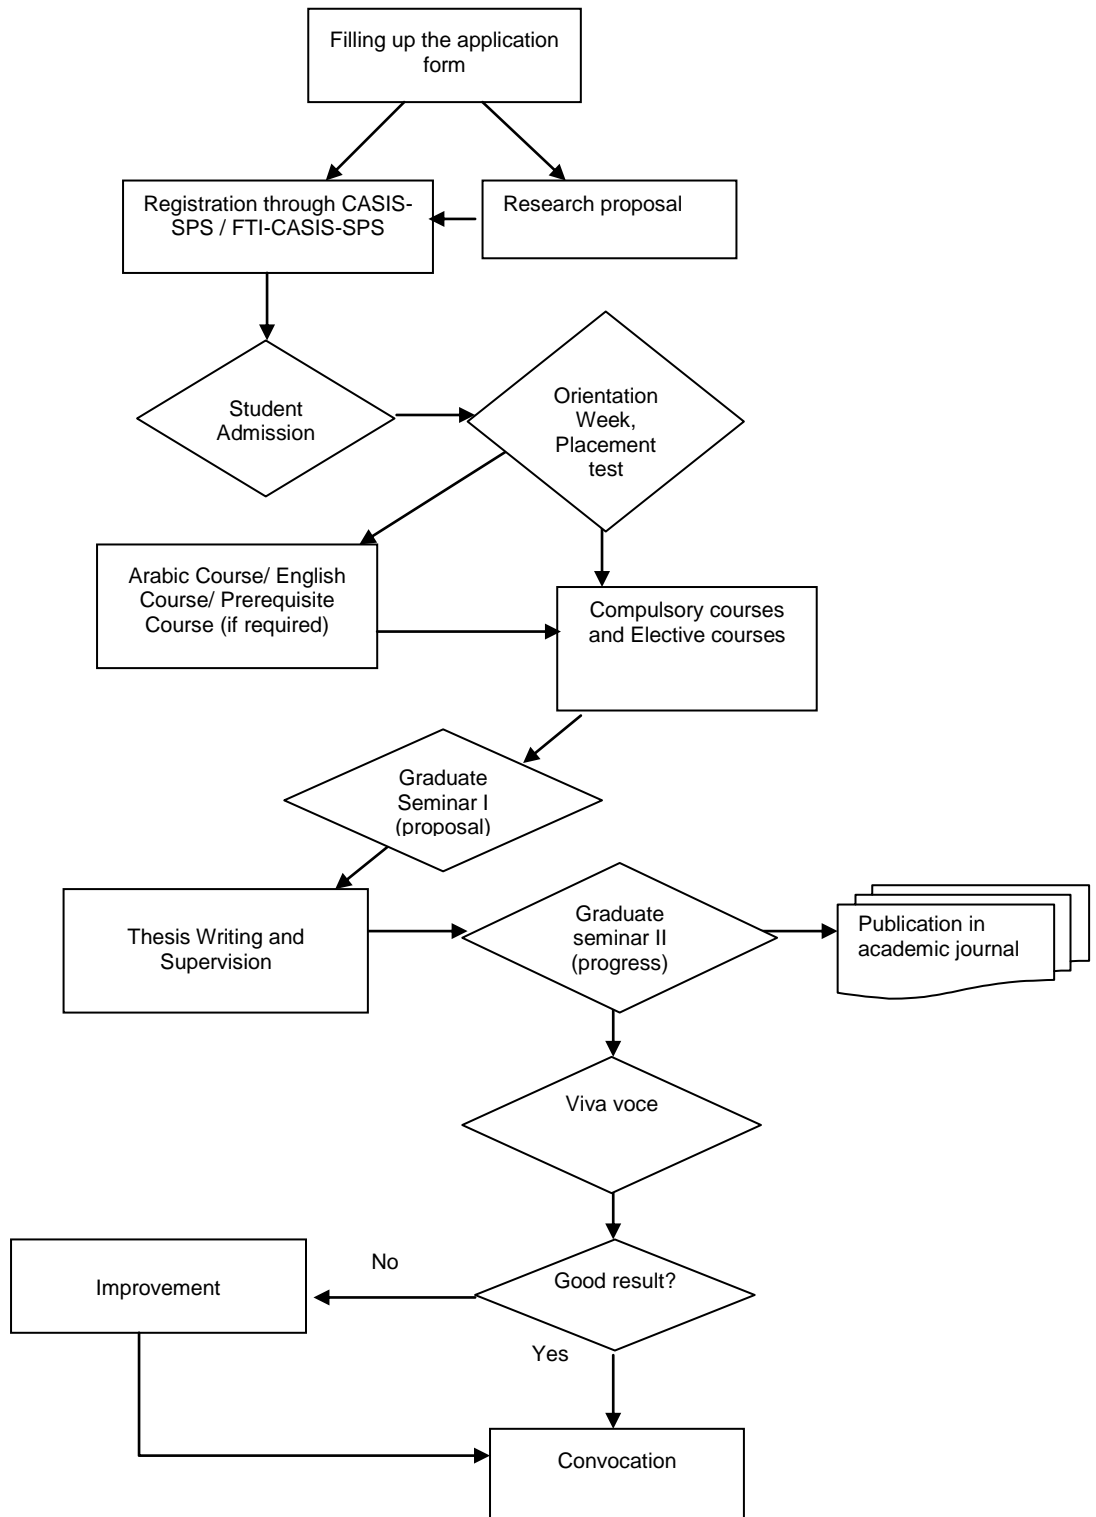 Filling up the application
form
Registration through CASIS-
SPS / FTI-CASIS-SPS
Research proposal
Student
Admission
Orientation
Week,
Placement
test
Arabic Course/ English
Course/ Prerequisite
Course (if required)
Compulsory courses
and Elective courses
Graduate
Seminar I
(proposal)
Thesis Writing and
Supervision
Graduate
seminar II
(progress)
Publication in
academic journal
Viva voce
Good result?
No
Improvement
Yes
Convocation